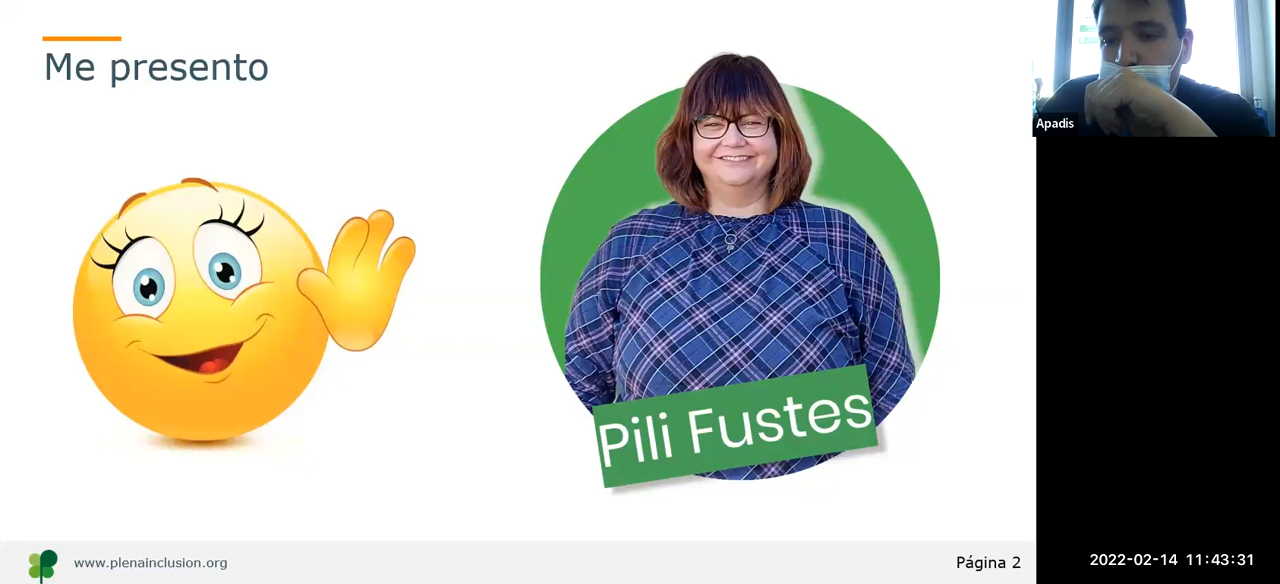 Me presento
Pili Fustes
www.plenainclusion.org
Página 2
Apadis
2022-02-14 11:43:31